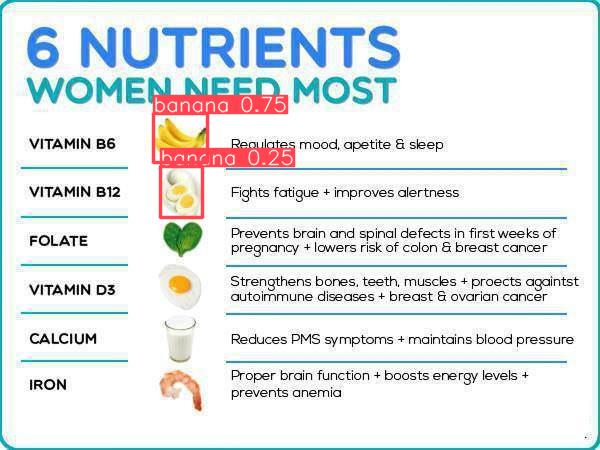 6 NUTRIENTS
WOMEN NEED MOST
banana 0.75
VITAMIN B6
Regulates mood, apetite & sleep
banana 0.25
VITAMIN B12
Fights fatigue + improves alertness
FOLATE
Prevents brain and spinal defects in first weeks of
pregnancy + lowers risk of colon & breast cancer
VITAMIN D3
Strengthens bones, teeth, muscles + proects againtst
autoimmune diseases + breast & ovarian cancer
CALCIUM
Reduces PMS symptoms + maintains blood pressure
IRON
Proper brain function + boosts energy levels +
prevents anemia